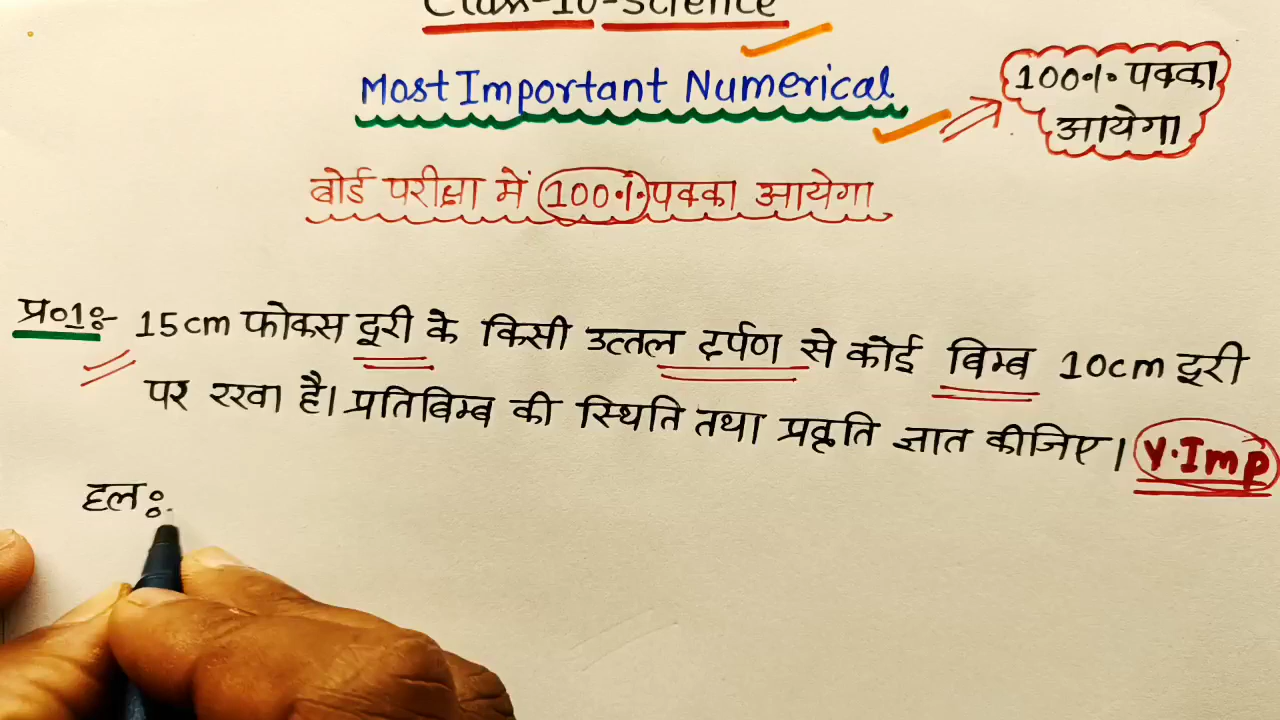 Class-10-Science
Most Important Numerical
100% पक्का
आयेगा
बोर्ड परीक्षा में 100% पक्का आयेगा
प्र०1:- 15cm फोकस दूरी के किसी उत्तल दर्पण से कोई बिम्ब 10cm दूरी
पर रखा है। प्रतिबिम्ब की स्थिति तथा प्रकृति ज्ञात कीजिए। V.Imp
हल:-